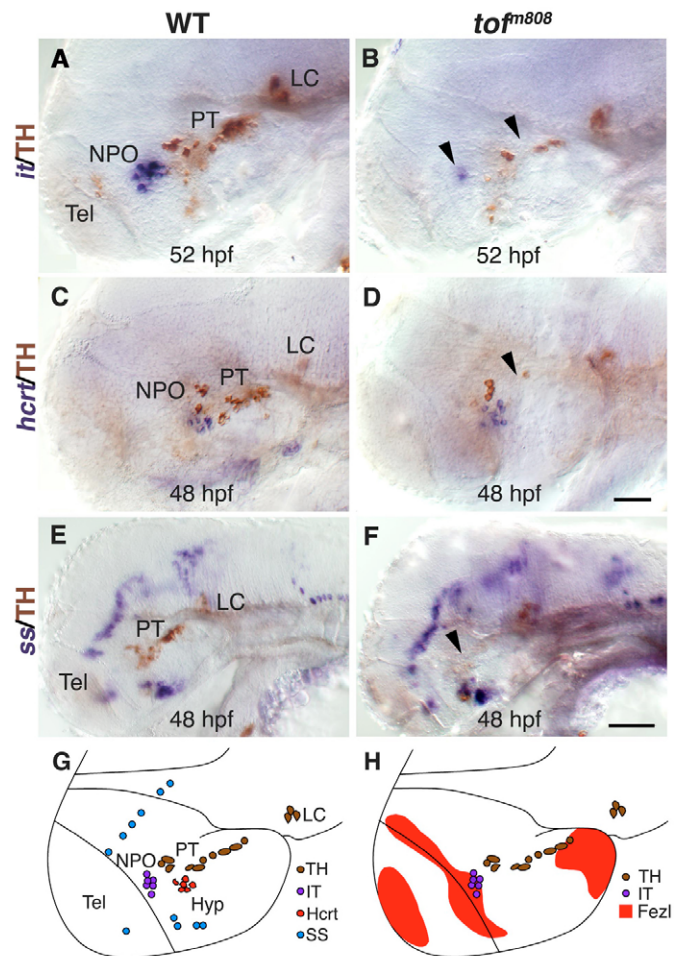 WT
tof m808
it/TH
A
LC
PT
NPO
Tel
52 hpf
B
52 hpf
hcrt/TH
C
LC
NPO
PT
48 hpf
D
48 hpf
ss/TH
E
LC
PT
Tel
48 hpf
F
48 hpf
G
LC
PT
NPO
Tel
Hyp
TH
IT
Hcrt
SS
H
TH
IT
Fezl